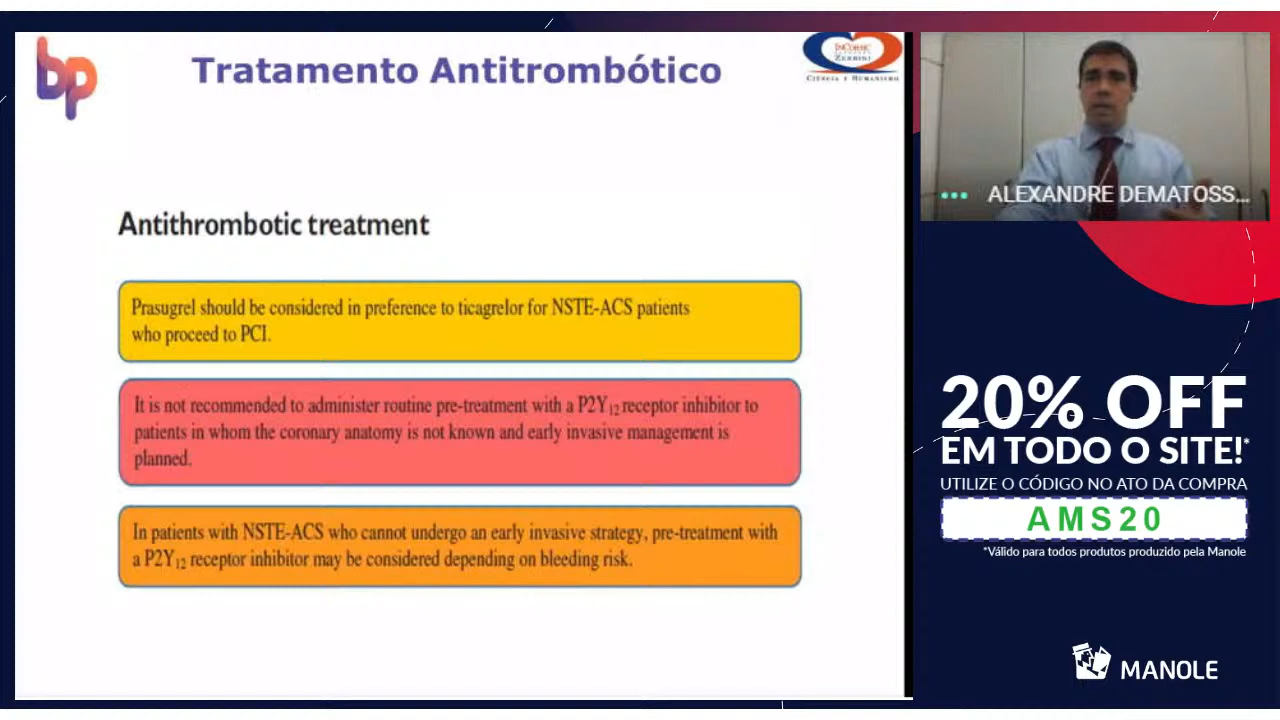 bp
Tratamento Antitrombótico
INCORHC
ZERBINI
CIÊNCIA E HUMANISMO
Antithrombotic treatment
Prasugrel should be considered in preference to ticagrelor for NSTE-ACS patients
who proceed to PCI.
It is not recommended to administer routine pre-treatment with a P2Y12 receptor inhibitor to
patients in whom the coronary anatomy is not known and early invasive management is
planned.
In patients with NSTE-ACS who cannot undergo an early invasive strategy, pre-treatment with
a P2Y12 receptor inhibitor may be considered depending on bleeding risk.
ALEXANDRE DEMATOSS...
20% OFF
EM TODO O SITE!*
UTILIZE O CÓDIGO NO ATO DA COMPRA
AMS20
*Válido para todos produtos produzido pela Manole
MANOLE